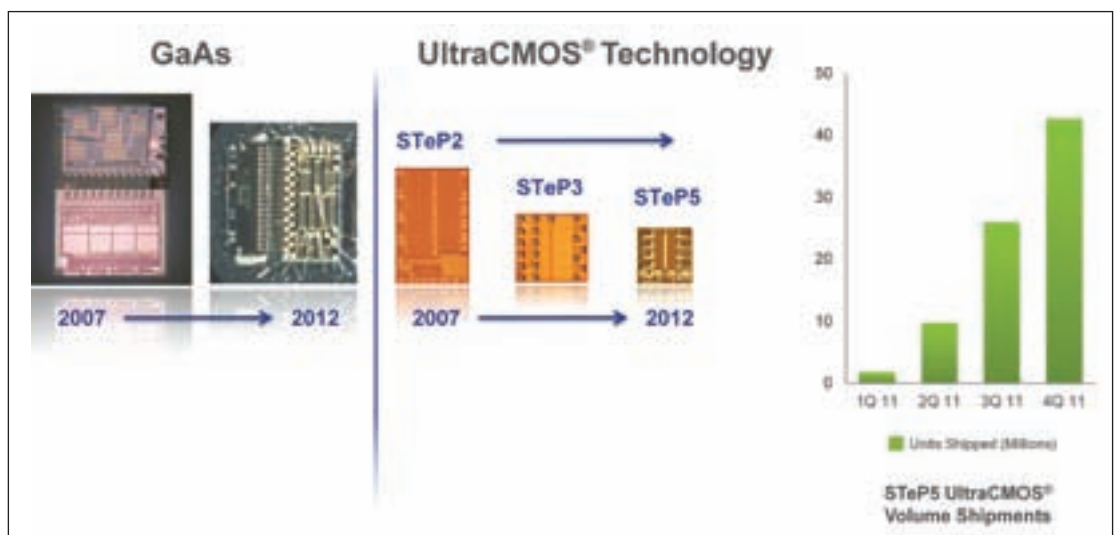 GaAs
2007
2012
UltraCMOS® Technology
STeP2
STeP3
STeP5
2007
2012
50
40
30
20
10
0
1Q 11
2Q 11
3Q 11
4Q 11
Units Shipped (Millions)
STeP5 UltraCMOS®
Volume Shipments